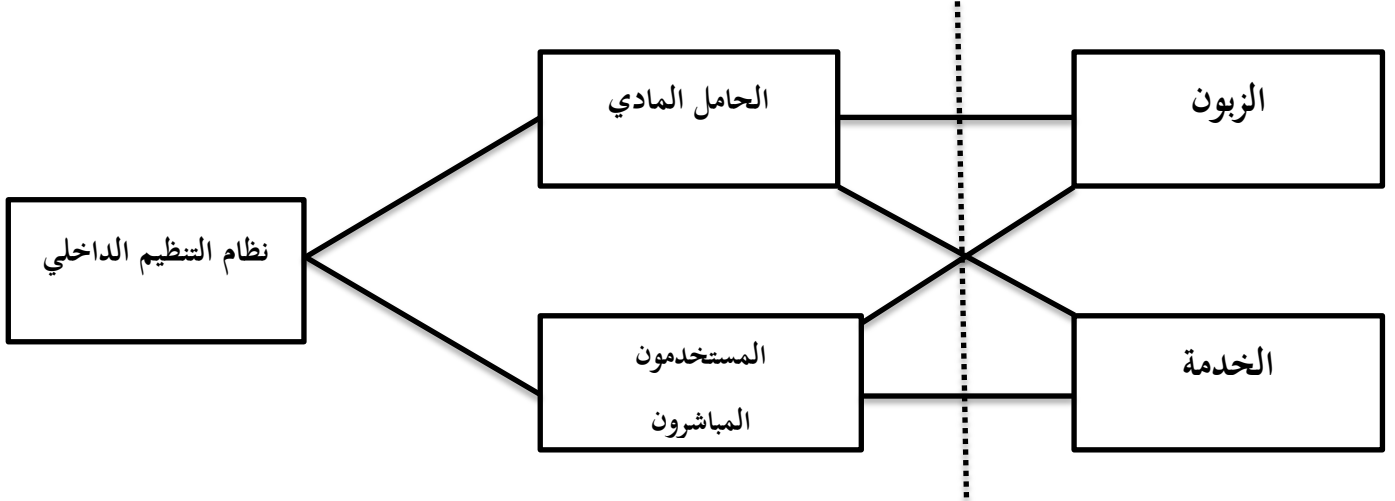 الزبون
الحامل المادي
نظام التنظيم الداخلي
الخدمة
المستخدمون
المباشرون